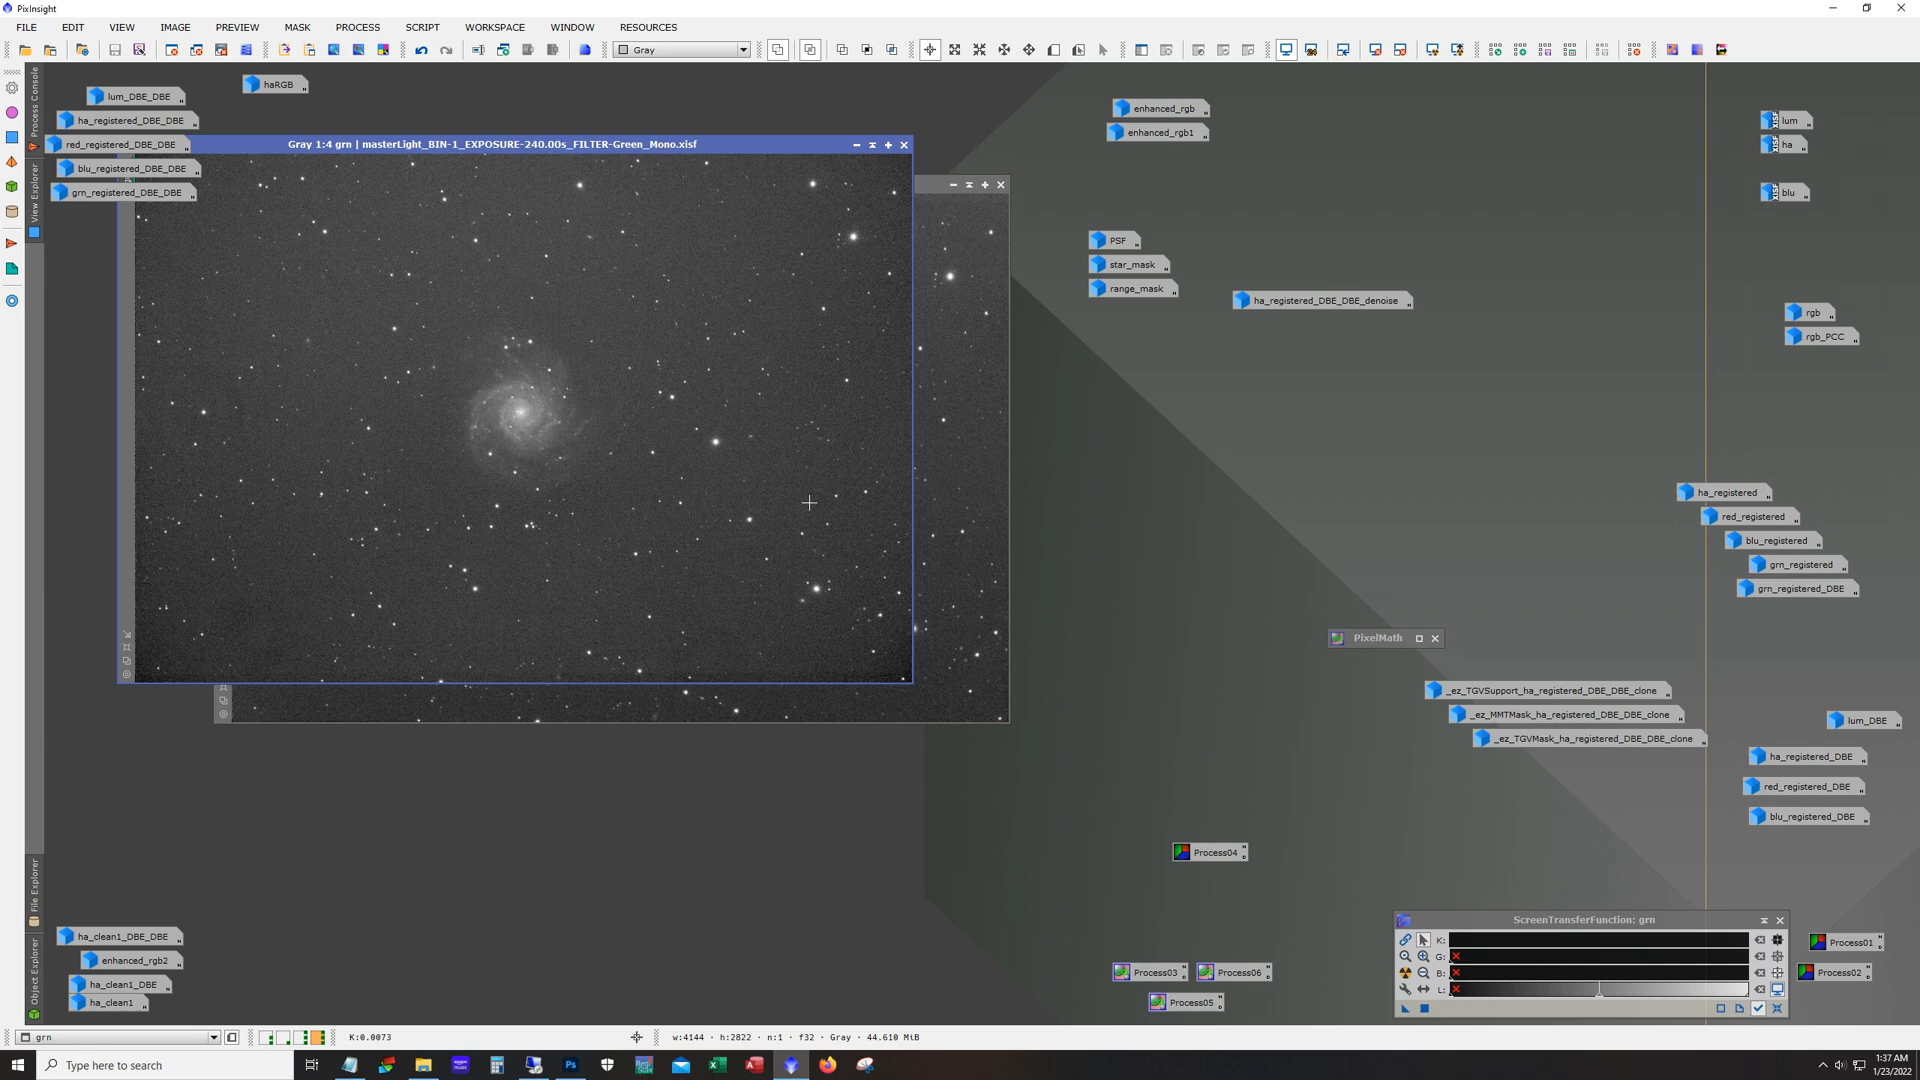 PixInsight
FILE EDIT VIEW IMAGE PREVIEW MASK PROCESS SCRIPT WORKSPACE WINDOW RESOURCES
Gray
Process Console
View Explorer
File Explorer
Object Explorer
haRGB
lum_DBE_DBE
ha_registered_DBE_DBE
red_registered_DBE_DBE
blu_registered_DBE_DBE
grn_registered_DBE_DBE
Gray 1:4 grn | masterLight_BIN-1_EXPOSURE-240.00s_FILTER-Green_Mono.xisf
enhanced_rgb
enhanced_rgb1
XISF lum
XISF ha
XISF blu
PSF
star_mask
range_mask
ha_registered_DBE_DBE_denoise
rgb
rgb_PCC
ha_registered
red_registered
blu_registered
grn_registered
grn_registered_DBE
PixelMath
_ez_TGVSupport_ha_registered_DBE_DBE_clone
_ez_MMTMask_ha_registered_DBE_DBE_clone
_ez_TGVMask_ha_registered_DBE_DBE_clone
lum_DBE
ha_registered_DBE
red_registered_DBE
blu_registered_DBE
Process04
ScreenTransferFunction: grn
K:
G:
B:
L:
Process01
Process02
Process03
Process06
Process05
ha_clean1_DBE_DBE
enhanced_rgb2
ha_clean1_DBE
ha_clean1
grn
K:0.0073
w:4144 · h:2822 · n:1 · f32 · Gray · 44.610 MiB
Type here to search
1:37 AM
1/23/2022